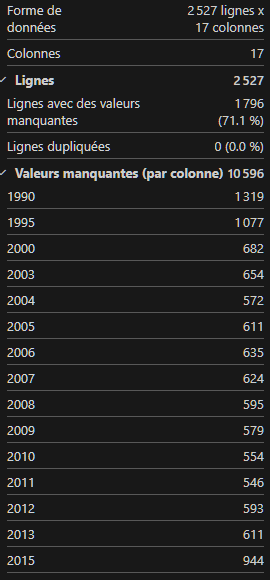 Forme de données 2 527 lignes x 17 colonnes
Colonnes 17
Lignes 2 527
Lignes avec des valeurs manquantes 1 796 (71.1 %)
Lignes dupliquées 0 (0.0 %)
Valeurs manquantes (par colonne) 10 596
1990 1 319
1995 1 077
2000 682
2003 654
2004 572
2005 611
2006 635
2007 624
2008 595
2009 579
2010 554
2011 546
2012 593
2013 611
2015 944